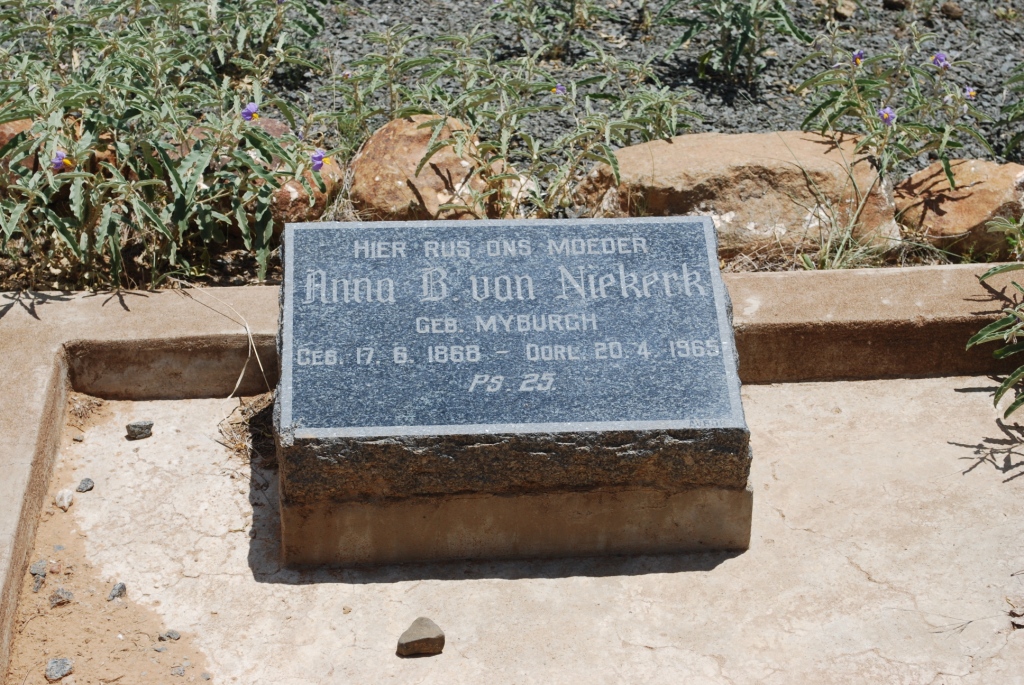 HIER RUS ONS MOEDER
Anna B. van Niekerk
GEB. MYBURGH
GEB. 17. 6. 1868 - OORL. 20. 4. 1965
PS. 25